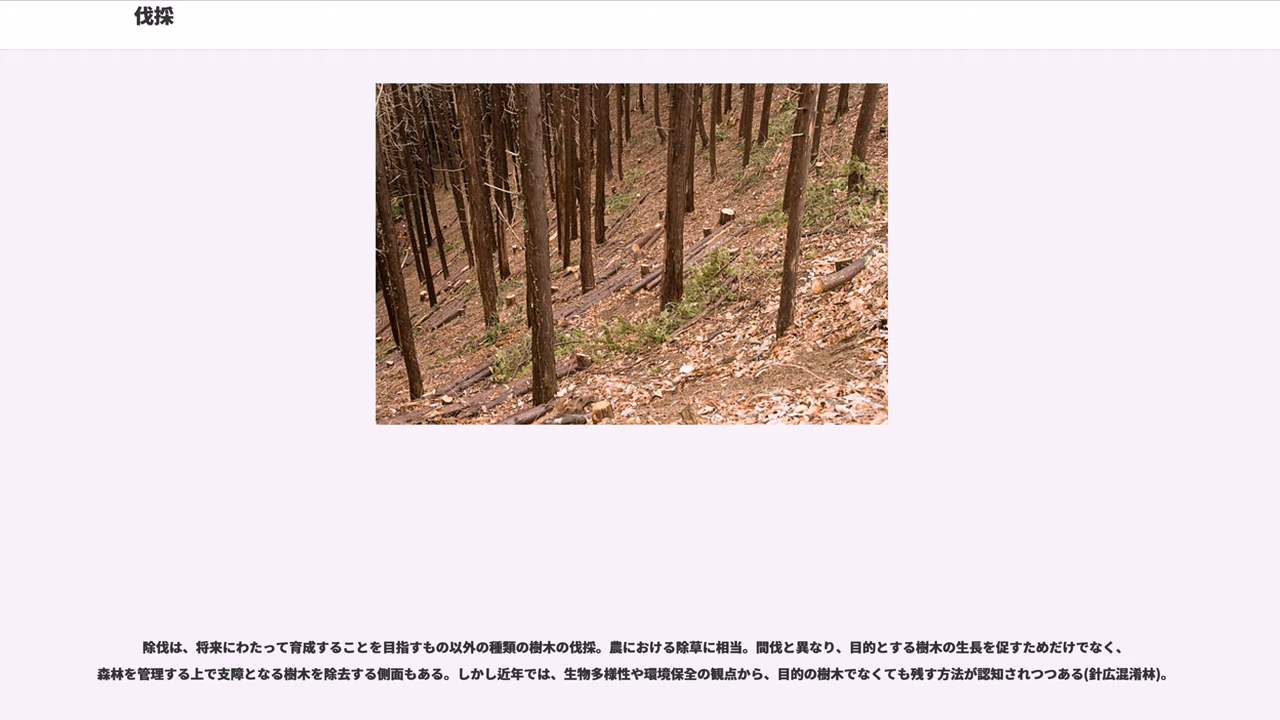 伐採
除伐は、将来にわたって育成することを目指すもの以外の種類の樹木の伐採。農における除草に相当。間伐と異なり、目的とする樹木の生長を促すためだけでなく、
森林を管理する上で支障となる樹木を除去する側面もある。しかし近年では、生物多様性や環境保全の観点から、目的の樹木でなくても残す方法が認知されつつある(針広混淆林)。